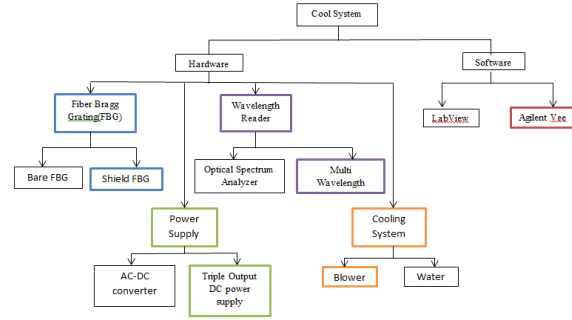 Cool System
Hardware
Software
Fiber Bragg
Grating(FBG)
Wavelength
Reader
LabView
Agilent Vee
Bare FBG
Shield FBG
Optical Spectrum
Analyzer
Multi
Wavelength
Power
Supply
Cooling
System
AC-DC
converter
Triple Output
DC power
supply
Blower
Water